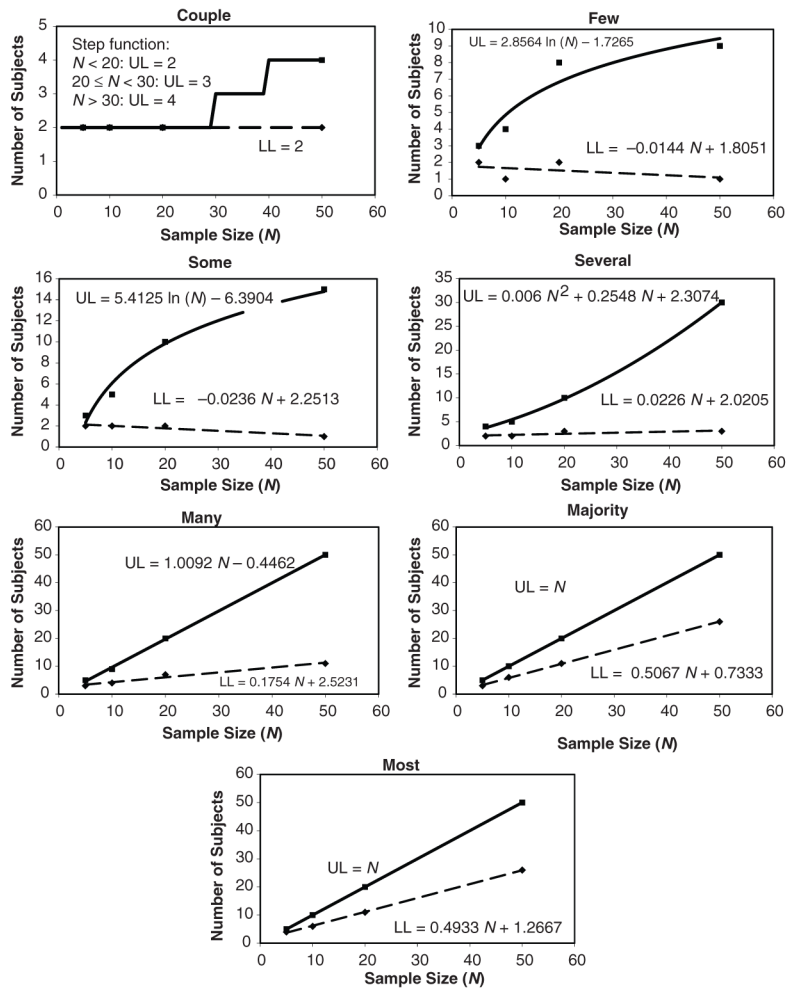 Couple
5
4
3
2
1
0
Number of Subjects
Step function:
N < 20: UL = 2
20 ≤ N < 30: UL = 3
N > 30: UL = 4
LL = 2
0 10 20 30 40 50 60
Sample Size (N)
Few
10
9
8
7
6
5
4
3
2
1
0
Number of Subjects
UL = 2.8564 ln (N) – 1.7265
LL = –0.0144 N + 1.8051
0 10 20 30 40 50 60
Sample Size (N)
Some
16
14
12
10
8
6
4
2
0
Number of Subjects
UL = 5.4125 ln (N) – 6.3904
LL = –0.0236 N + 2.2513
0 10 20 30 40 50 60
Sample Size (N)
Several
35
30
25
20
15
10
5
0
Number of Subjects
UL = 0.006 N² + 0.2548 N + 2.3074
LL = 0.0226 N + 2.0205
0 10 20 30 40 50 60
Sample Size (N)
Many
60
50
40
30
20
10
0
Number of Subjects
UL = 1.0092 N – 0.4462
LL = 0.1754 N + 2.5231
0 10 20 30 40 50 60
Sample Size (N)
Majority
60
50
40
30
20
10
0
Number of Subjects
UL = N
LL = 0.5067 N + 0.7333
0 10 20 30 40 50 60
Sample Size (N)
Most
60
50
40
30
20
10
0
Number of Subjects
UL = N
LL = 0.4933 N + 1.2667
0 10 20 30 40 50 60
Sample Size (N)